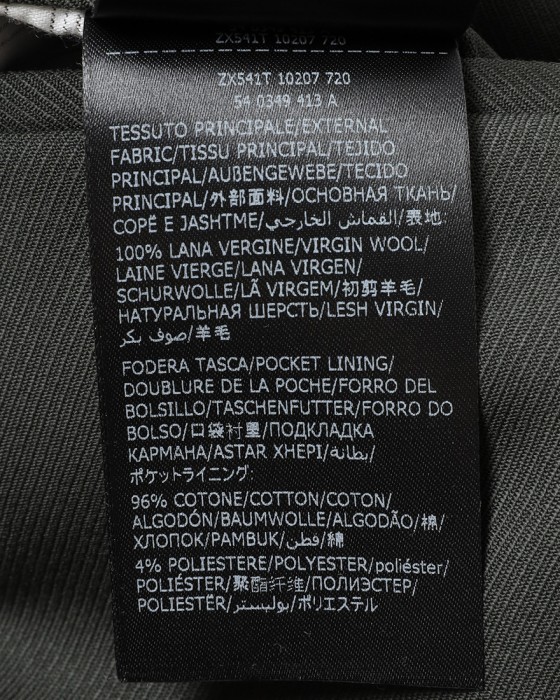 ZX541T 10207 720
ZX541T 10207 720
54 0349 413 A
TESSUTO PRINCIPALE/EXTERNAL
FABRIC/TISSU PRINCIPAL/TEJIDO
PRINCIPAL/AUßENGEWEBE/TECIDO
PRINCIPAL/外部面料/ОСНОВНАЯ ТКАНЬ/
COPË E JASHTME/القماش الخارجي/表地:
100% LANA VERGINE/VIRGIN WOOL/
LAINE VIERGE/LANA VIRGEN/
SCHURWOLLE/LÃ VIRGEM/初剪羊毛/
НАТУРАЛЬНАЯ ШЕРСТЬ/LESH VIRGIN/
صوف بكر/羊毛
FODERA TASCA/POCKET LINING/
DOUBLURE DE LA POCHE/FORRO DEL
BOLSILLO/TASCHENFUTTER/FORRO DO
BOLSO/口袋衬里/ПОДКЛАДКА
КАРМАНА/ASTAR XHEPI/بطانة/
ポケットライニング:
96% COTONE/COTTON/COTON/
ALGODÓN/BAUMWOLLE/ALGODÃO/棉/
ХЛОПОК/PAMBUK/قطن/綿
4% POLIESTERE/POLYESTER/poliéster/
POLIÉSTER/聚酯纤维/ПОЛИЭСТЕР/
POLIESTËR/بوليستر/ポリエステル